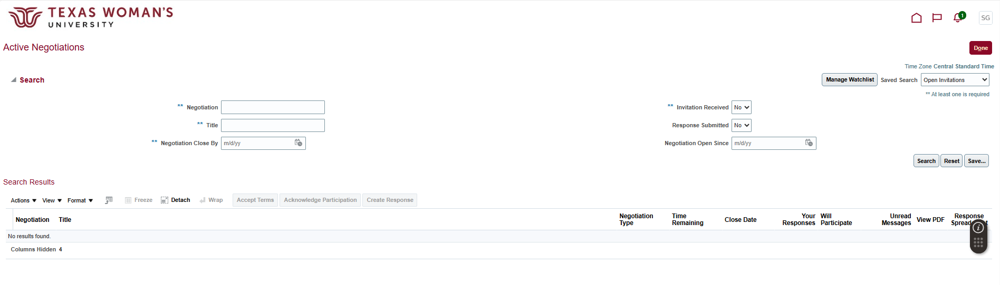 TEXAS WOMAN'S
UNIVERSITY
1
SG
Active Negotiations
Done
Time Zone Central Standard Time
Search
Manage Watchlist
Saved Search
Open Invitations
** At least one is required
** Negotiation
** Invitation Received No
** Title
Response Submitted No
** Negotiation Close By m/d/yy
Negotiation Open Since m/d/yy
Search Reset Save...
Search Results
Actions View Format Freeze Detach Wrap Accept Terms Acknowledge Participation Create Response
Negotiation Title Negotiation Type Time Remaining Close Date Your Responses Will Participate Unread Messages View PDF Response
No results found.
Columns Hidden 4